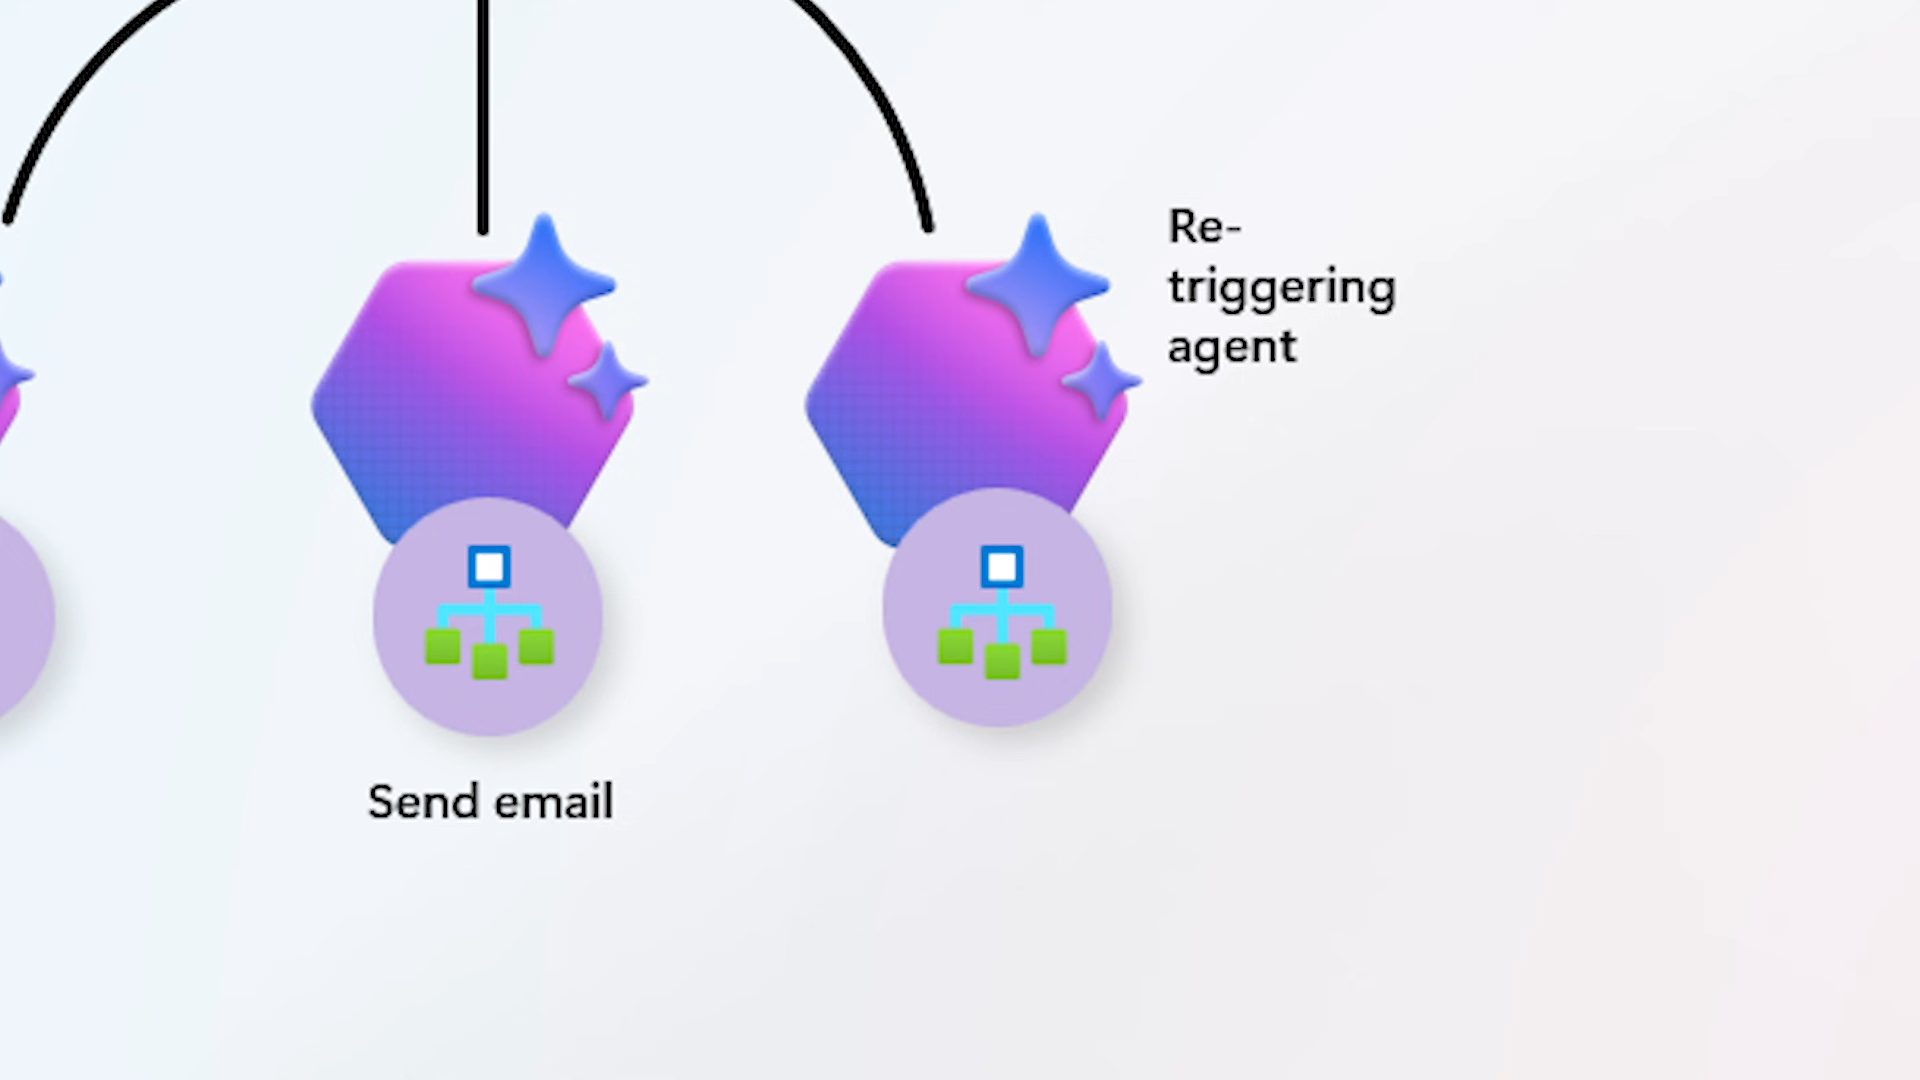 Re-
triggering
agent
Send email